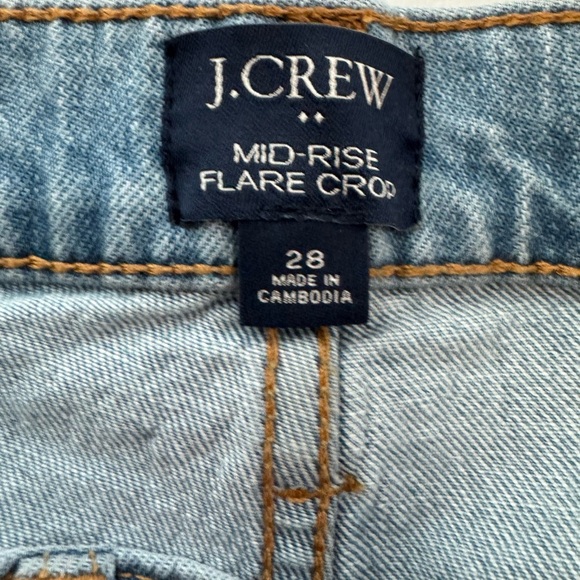 J.CREW
MID-RISE
FLARE CROP
28
MADE IN
CAMBODIA